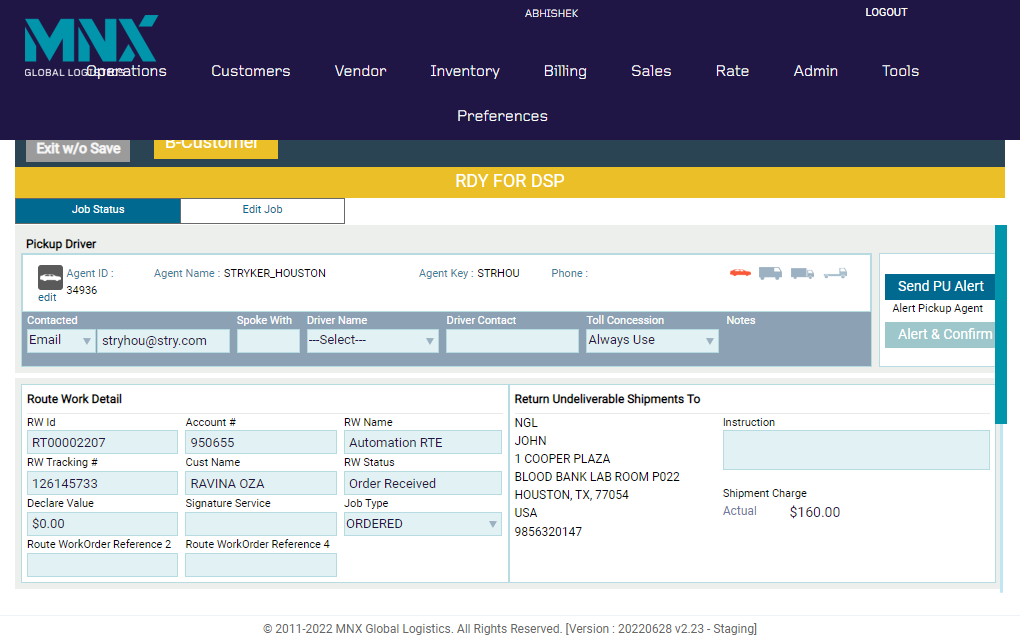 ABHISHEK
LOGOUT
MNX
GLOBAL LOGISTICS
Operations Customers Vendor Inventory Billing Sales Rate Admin Tools
Preferences
Exit w/o Save B-Customer
RDY FOR DSP
Job Status Edit Job
Pickup Driver
Agent ID : Agent Name : STRYKER_HOUSTON Agent Key : STRHOU Phone :
34936
edit
Send PU Alert
Alert Pickup Agent
Alert & Confirm
Contacted Spoke With Driver Name Driver Contact Toll Concession Notes
Email stryhou@stry.com ---Select--- Always Use
Route Work Detail
RW Id Account # RW Name
RT00002207 950655 Automation RTE
RW Tracking # Cust Name RW Status
126145733 RAVINA OZA Order Received
Declare Value Signature Service Job Type
$0.00 ORDERED
Route WorkOrder Reference 2 Route WorkOrder Reference 4
Return Undeliverable Shipments To
NGL
JOHN
1 COOPER PLAZA
BLOOD BANK LAB ROOM P022
HOUSTON, TX, 77054
USA
9856320147
Instruction
Shipment Charge
Actual $160.00
© 2011-2022 MNX Global Logistics. All Rights Reserved. [Version : 20220628 v2.23 - Staging]